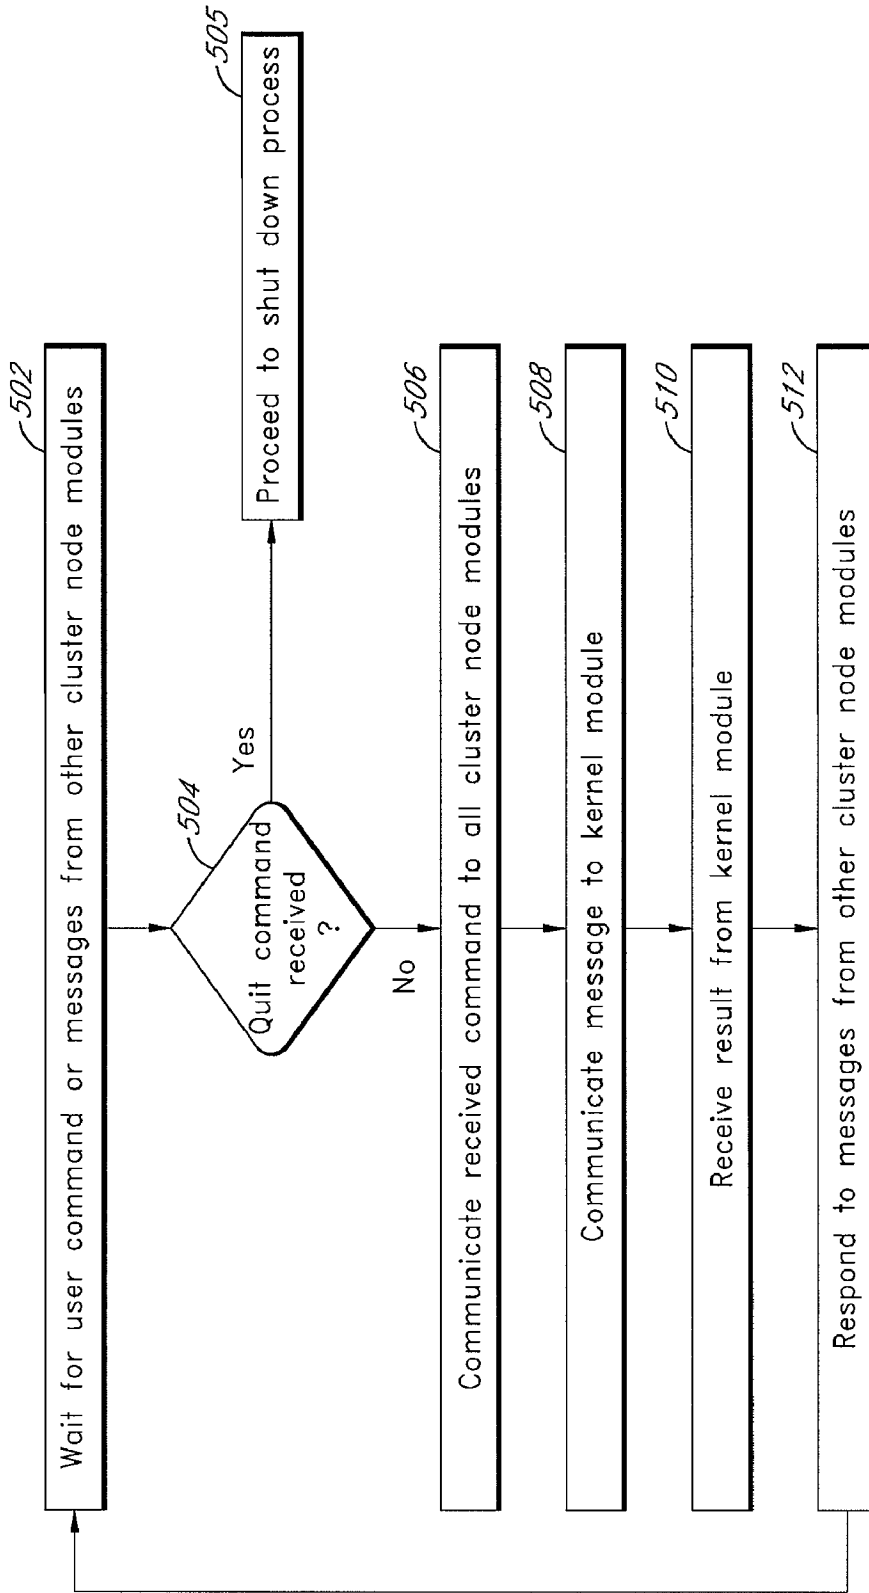 502
Wait for user command or messages from other cluster node modules
504
Quit command
received
?
Yes
505
Proceed to shut down process
No
506
Communicate received command to all cluster node modules
508
Communicate message to kernel module
510
Receive result from kernel module
512
Respond to messages from other cluster node modules